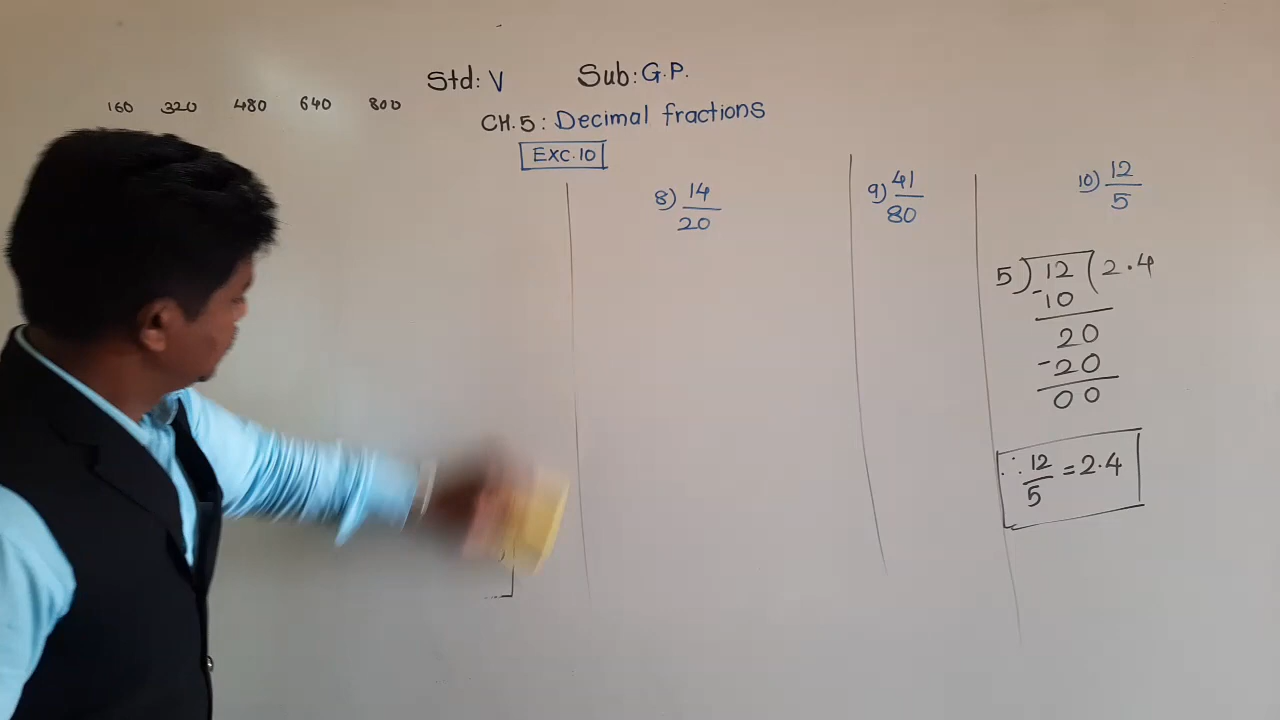 Std: V Sub: G.P.
160 320 480 640 800
CH.5: Decimal fractions
EXC.10
8) 14/20
9) 41/80
10) 12/5
5) 12 ( 2.4
-10
20
-20
00
∴ 12/5 = 2.4